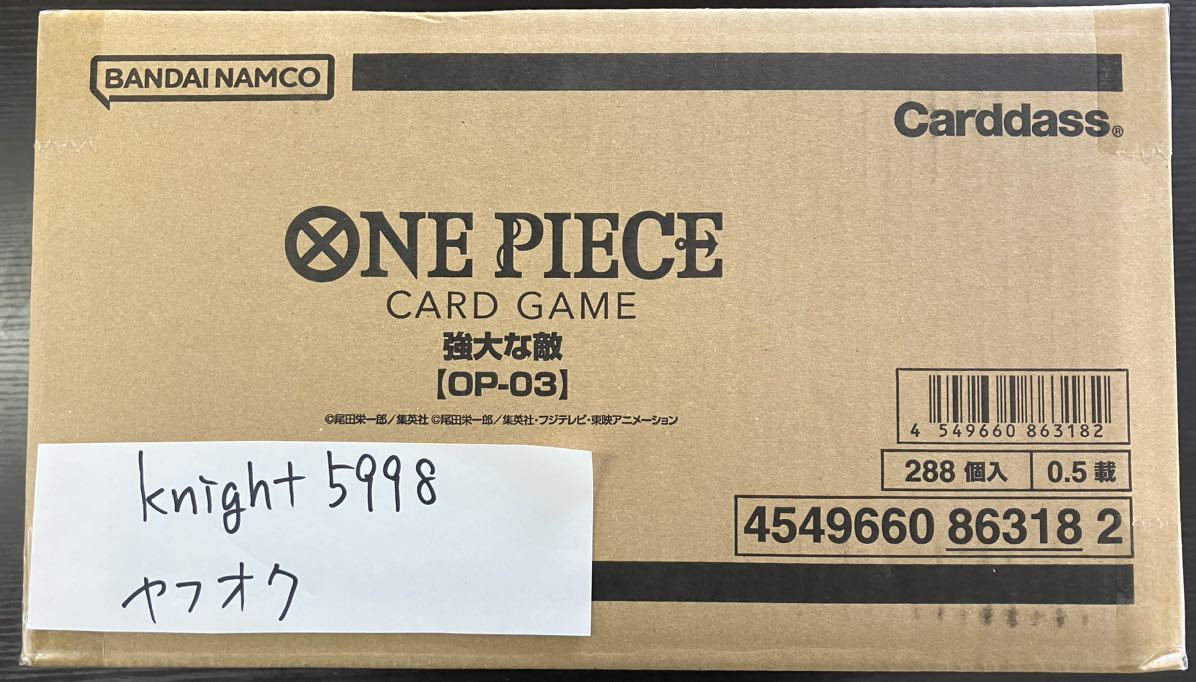 BANDAI NAMCO
Carddass®
ONE PIECE
CARD GAME
強大な敵
【OP-03】
©尾田栄一郎／集英社 ©尾田栄一郎／集英社・フジテレビ・東映アニメーション
4 549660 863182
288 個入 0.5 載
4549660 86318 2
knight 5998
ヤフオク